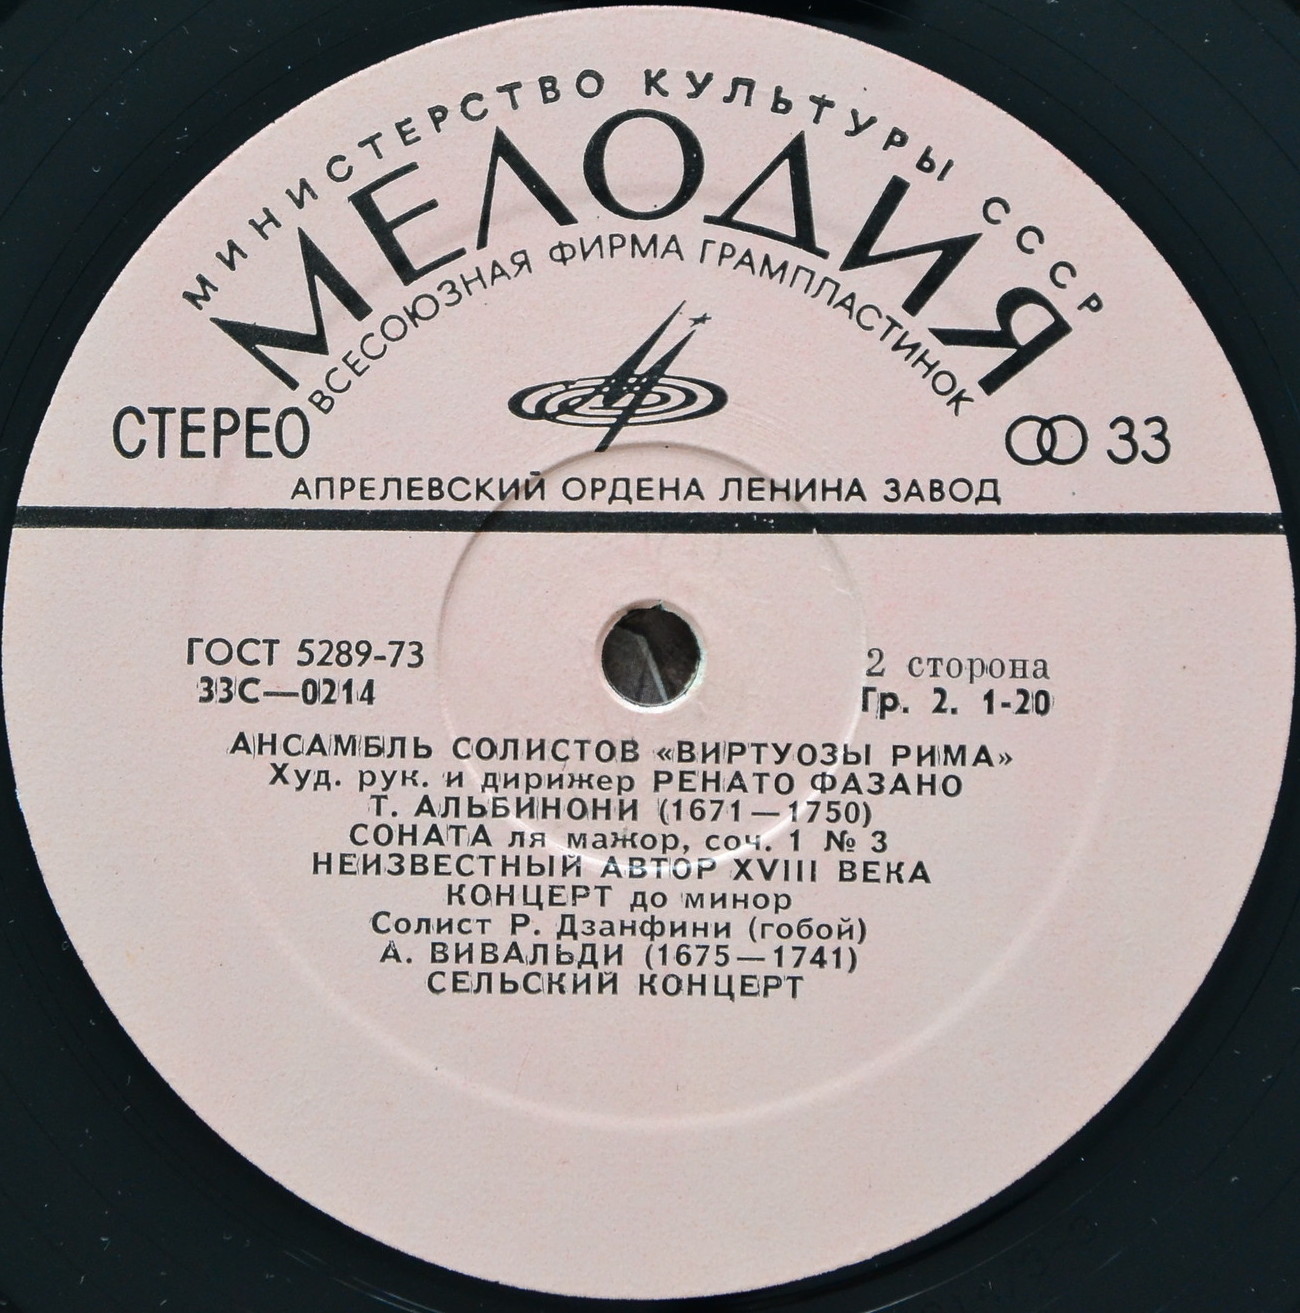 МИНИСТЕРСТВО КУЛЬТУРЫ СССР
МЕЛОДИЯ
ВСЕСОЮЗНАЯ ФИРМА ГРАМПЛАСТИНОК
СТЕРЕО 33
АПРЕЛЕВСКИЙ ОРДЕНА ЛЕНИНА ЗАВОД
ГОСТ 5289-73
33С—0214
2 сторона
Гр. 2. 1-20
АНСАМБЛЬ СОЛИСТОВ «ВИРТУОЗЫ РИМА»
Худ. рук. и дирижер РЕНАТО ФАЗАНО
Т. АЛЬБИНОНИ (1671—1750)
СОНАТА ля мажор, соч. 1 № 3
НЕИЗВЕСТНЫЙ АВТОР XVIII ВЕКА
КОНЦЕРТ до минор
Солист Р. Дзанфини (гобой)
А. ВИВАЛЬДИ (1675—1741)
СЕЛЬСКИЙ КОНЦЕРТ